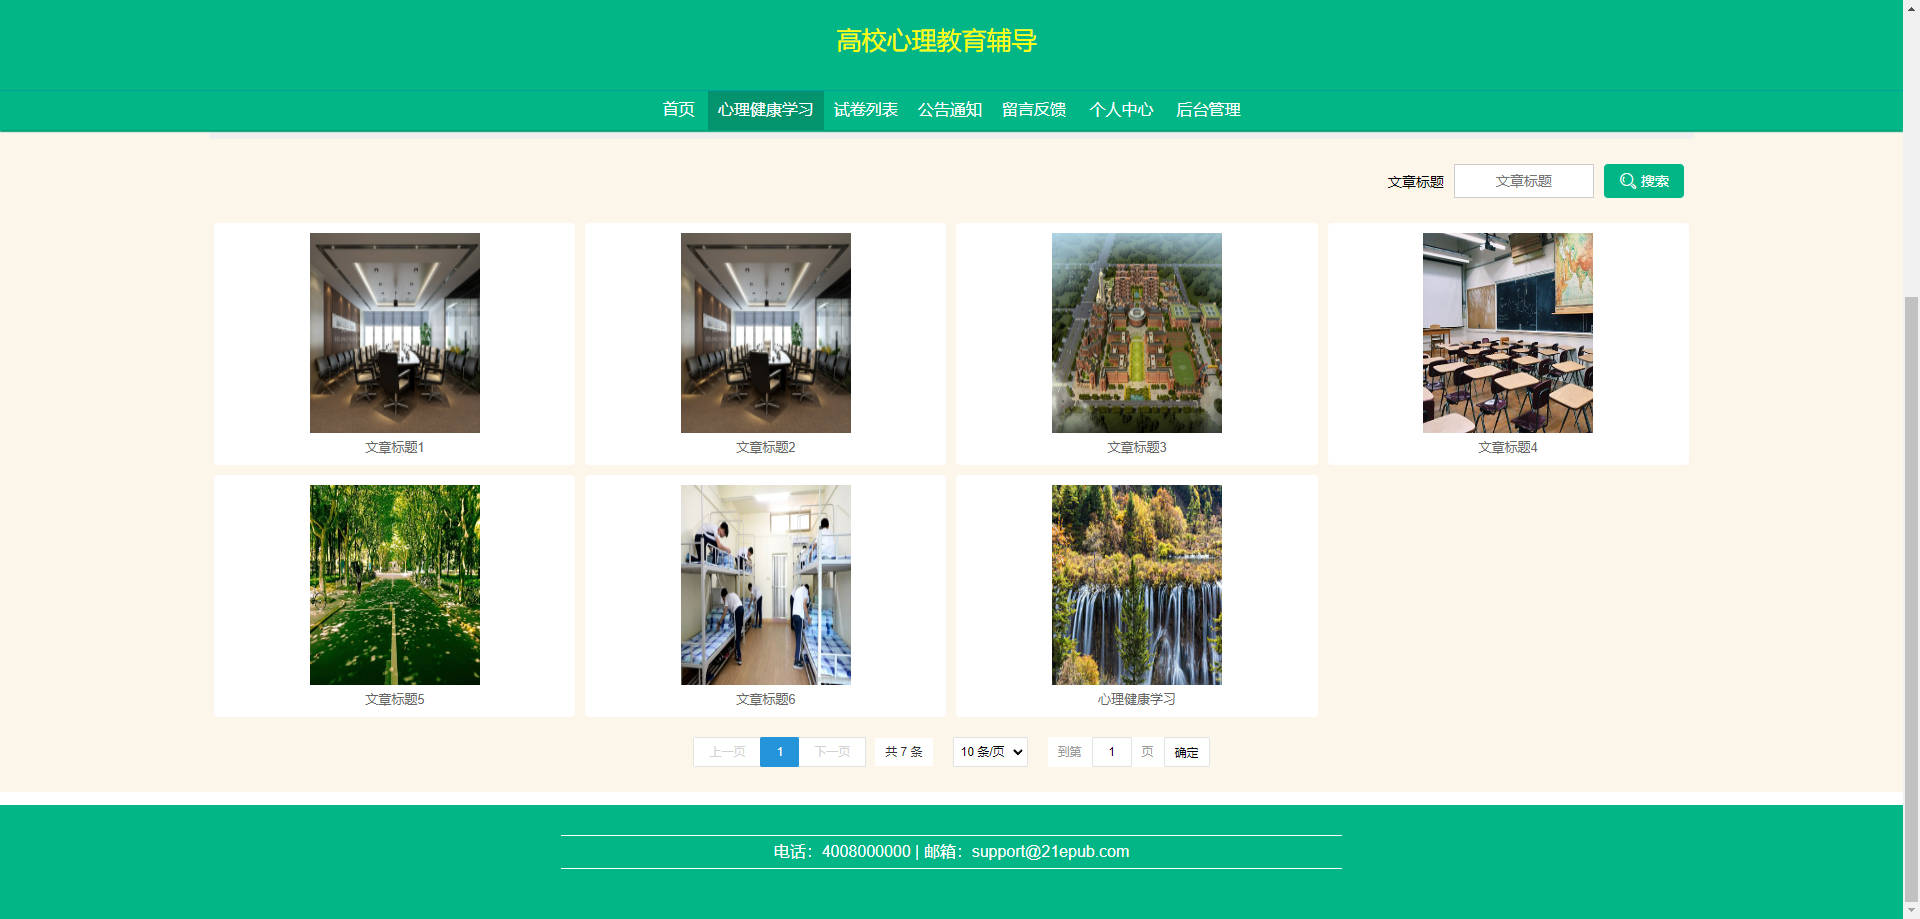 高校心理教育辅导
首页 心理健康学习 试卷列表 公告通知 留言反馈 个人中心 后台管理
文章标题 文章标题 搜索
文章标题1 文章标题2 文章标题3 文章标题4
文章标题5 文章标题6 心理健康学习
上一页 1 下一页 共 7 条 10 条/页 到第 1 页 确定
电话：4008000000 | 邮箱：support@21epub.com